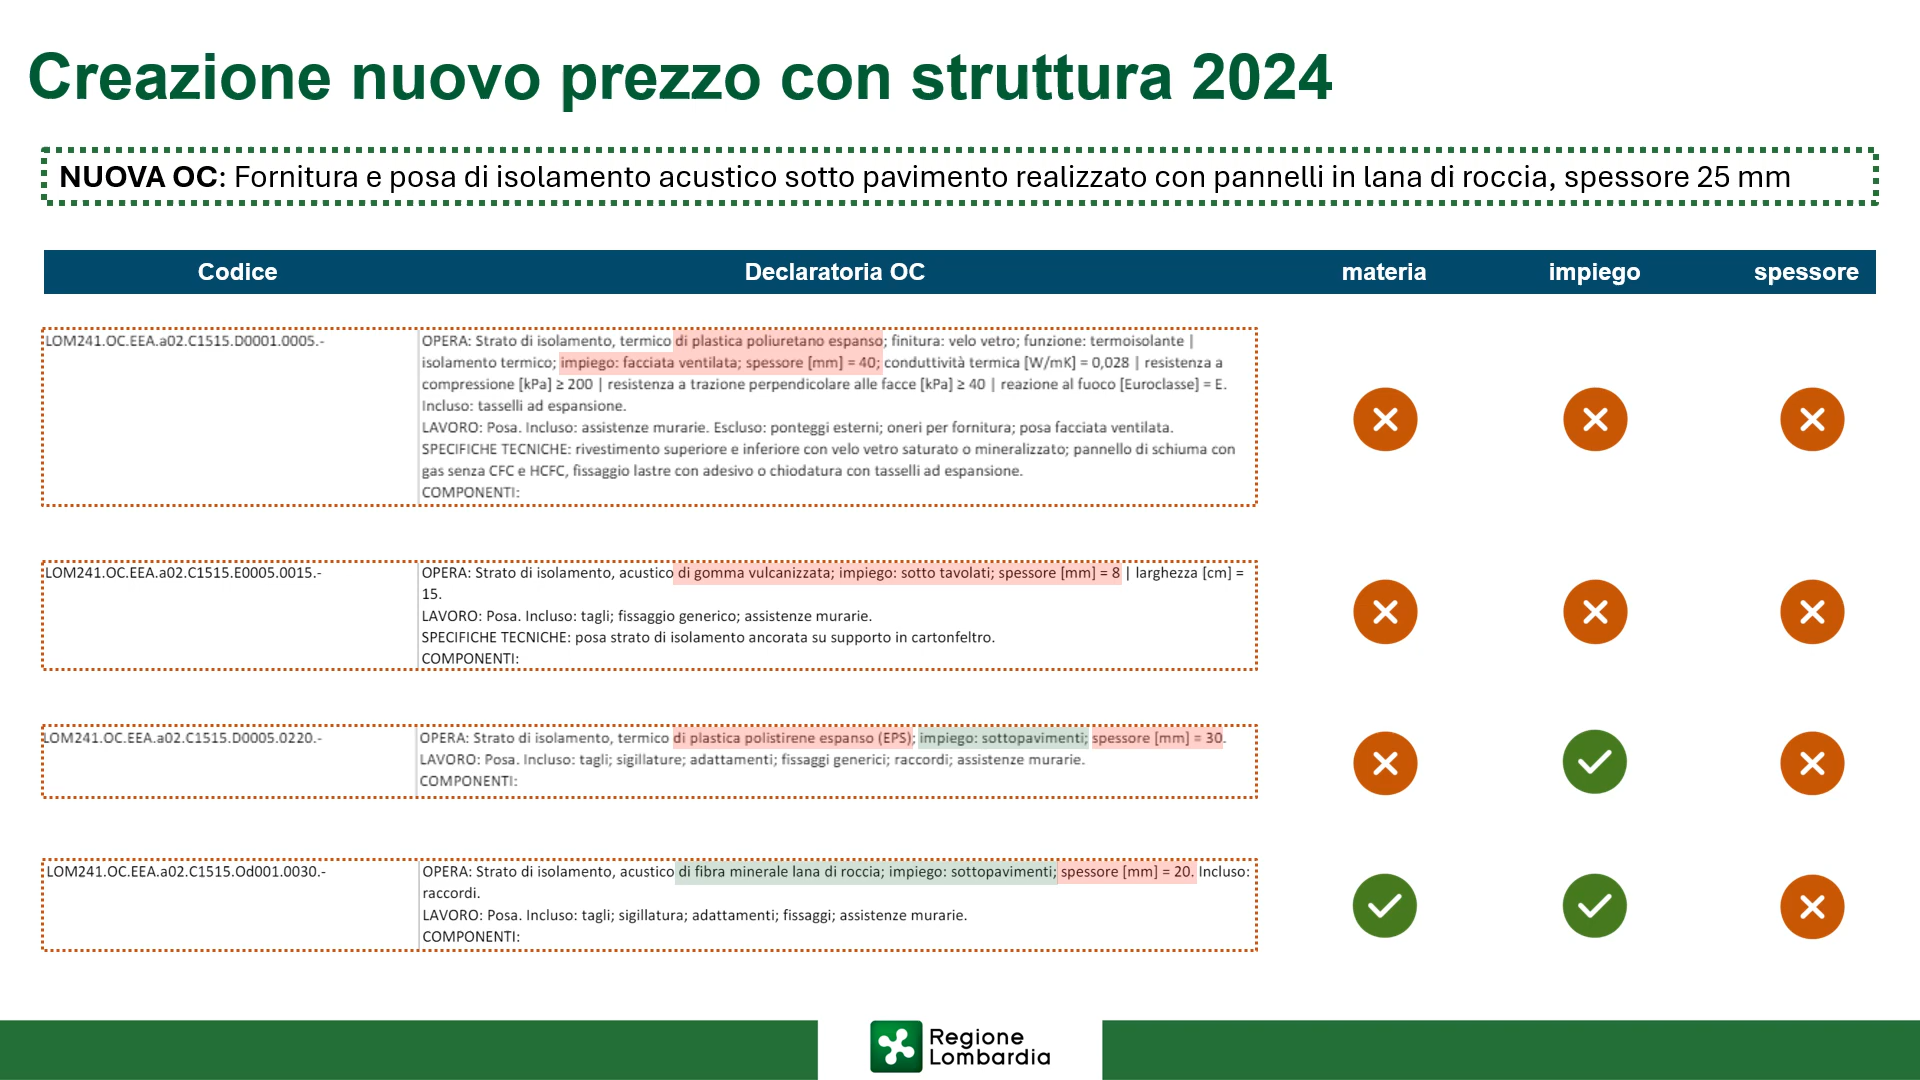 Creazione nuovo prezzo con struttura 2024
NUOVA OC: Fornitura e posa di isolamento acustico sotto pavimento realizzato con pannelli in lana di roccia, spessore 25 mm
Codice Declaratoria OC materia impiego spessore
LOM241.OC.EEA.a02.C1515.D0001.0005.-
OPERA: Strato di isolamento, termico di plastica poliuretano espanso; finitura: velo vetro; funzione: termoisolante |
isolamento termico; impiego: facciata ventilata; spessore [mm] = 40; conduttività termica [W/mK] = 0,028 | resistenza a
compressione [kPa] ≥ 200 | resistenza a trazione perpendicolare alle facce [kPa] ≥ 40 | reazione al fuoco [Euroclasse] = E.
Incluso: tasselli ad espansione.
LAVORO: Posa. Incluso: assistenze murarie. Escluso: ponteggi esterni; oneri per fornitura; posa facciata ventilata.
SPECIFICHE TECNICHE: rivestimento superiore e inferiore con velo vetro saturato o mineralizzato; pannello di schiuma con
gas senza CFC e HCFC, fissaggio lastre con adesivo o chiodatura con tasselli ad espansione.
COMPONENTI:
LOM241.OC.EEA.a02.C1515.E0005.0015.-
OPERA: Strato di isolamento, acustico di gomma vulcanizzata; impiego: sotto tavolati; spessore [mm] = 8 | larghezza [cm] =
15.
LAVORO: Posa. Incluso: tagli; fissaggio generico; assistenze murarie.
SPECIFICHE TECNICHE: posa strato di isolamento ancorata su supporto in cartonfeltro.
COMPONENTI:
LOM241.OC.EEA.a02.C1515.D0005.0220.-
OPERA: Strato di isolamento, termico di plastica polistirene espanso (EPS); impiego: sottopavimenti; spessore [mm] = 30.
LAVORO: Posa. Incluso: tagli; sigillature; adattamenti; fissaggi generici; raccordi; assistenze murarie.
COMPONENTI:
LOM241.OC.EEA.a02.C1515.Od001.0030.-
OPERA: Strato di isolamento, acustico di fibra minerale lana di roccia; impiego: sottopavimenti; spessore [mm] = 20. Incluso:
raccordi.
LAVORO: Posa. Incluso: tagli; sigillatura; adattamenti; fissaggi; assistenze murarie.
COMPONENTI:
Regione
Lombardia